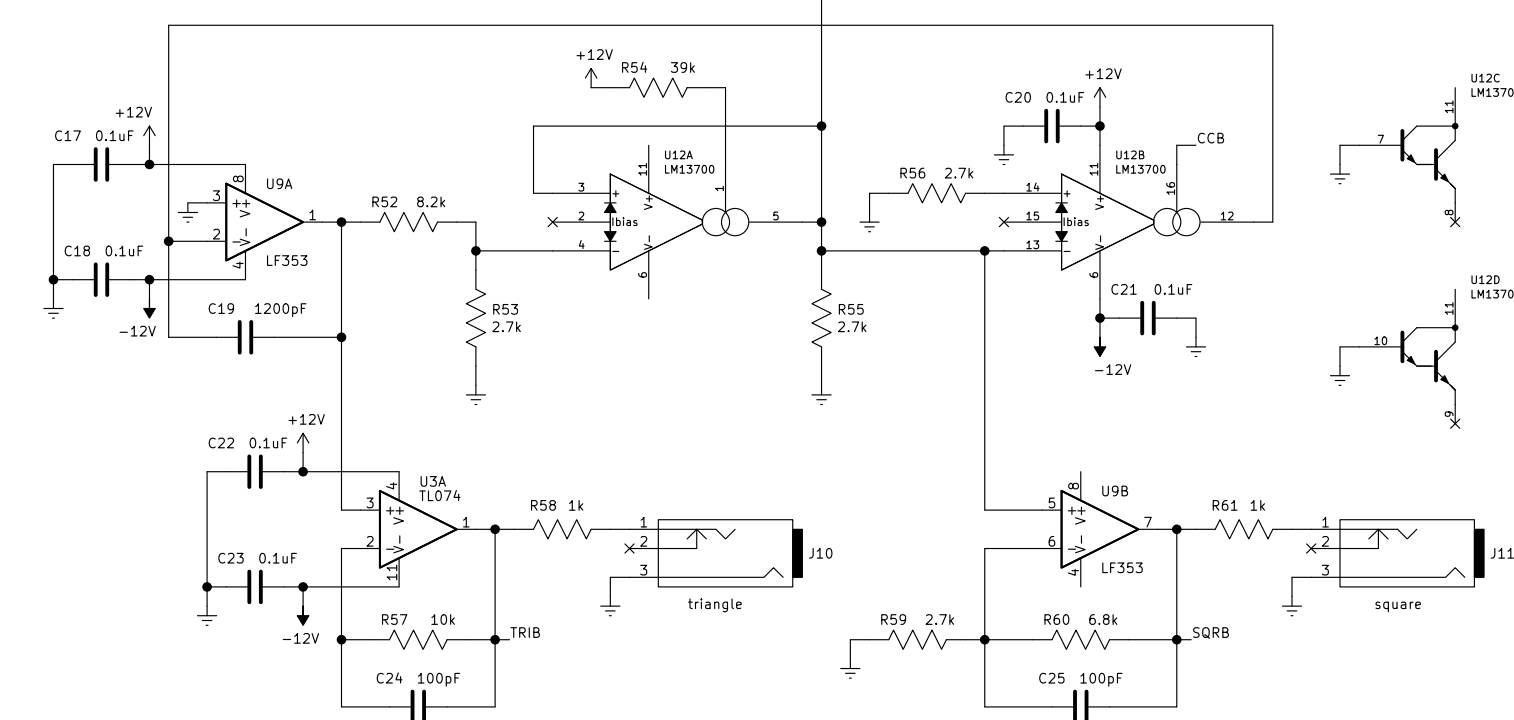 +12V
R54 39k
U12C
LM1370
11
7
8
+12V
C20 0.1uF
+12V
C17 0.1uF
U12A
LM13700
11
1
3
+
2
Ibias
4
−
V+
V-
6
5
U12B
LM13700
11
CCB
16
R56 2.7k
14
+
15
Ibias
13
−
V+
V-
6
12
8
U9A
3
++
V
2
−
V-
1
4
LF353
R52 8.2k
C18 0.1uF
-12V
C19 1200pF
R53
2.7k
R55
2.7k
C21 0.1uF
-12V
U12D
LM1370
11
10
9
+12V
C22 0.1uF
4
U3A
TL074
3
++
V
2
−
V-
1
11
R58 1k
1
2
3
J10
triangle
C23 0.1uF
-12V
R57 10k
TRIB
C24 100pF
8
U9B
5
++
V
6
−
V-
7
4
LF353
R61 1k
1
2
3
J11
square
R59 2.7k
R60 6.8k
SQRB
C25 100pF